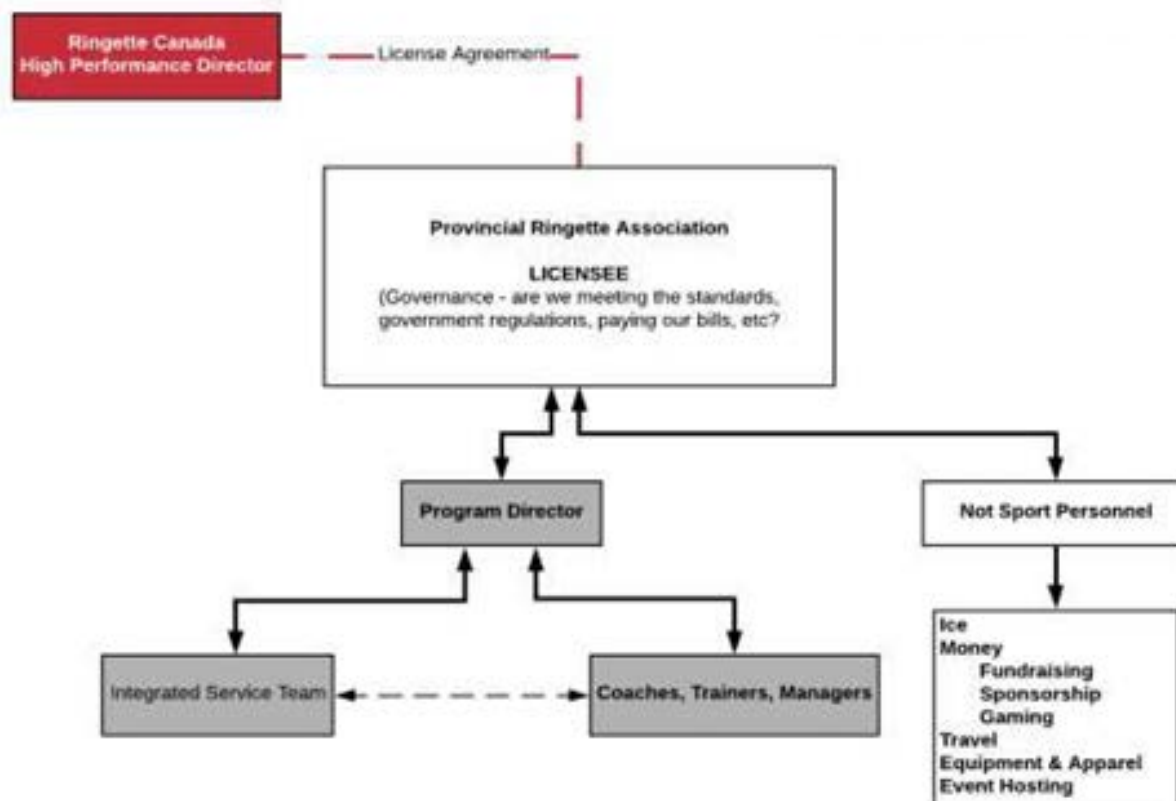 Ringette Canada
High Performance Director
License Agreement
Provincial Ringette Association
LICENSEE
(Governance - are we meeting the standards,
government regulations, paying our bills, etc?
Program Director
Not Sport Personnel
Integrated Service Team
Coaches, Trainers, Managers
Ice
Money
Fundraising
Sponsorship
Gaming
Travel
Equipment & Apparel
Event Hosting